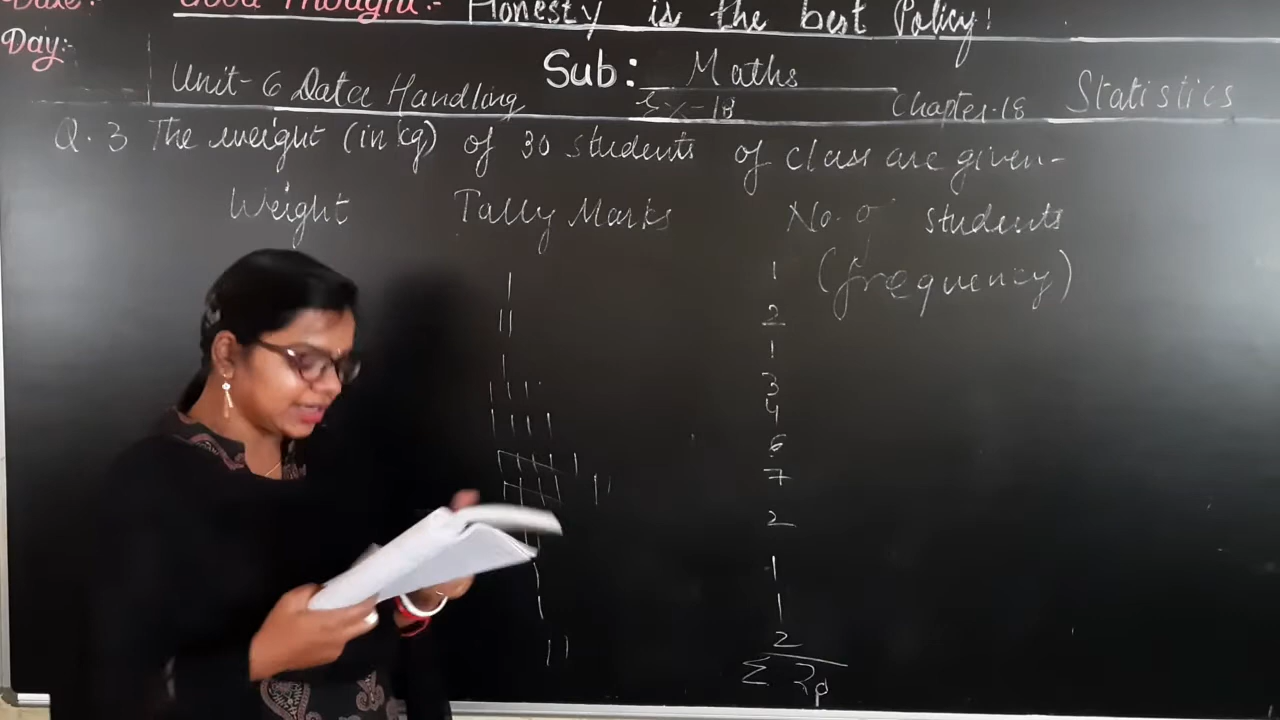 Date:- Good Thought:- Honesty is the best Policy!
Day:-
Sub: Maths
Unit-6 Data Handling Ex-18 Chapter-18 Statistics
Q.3 The weight (in kg) of 30 students of class are given-
Weight Tally Marks No. of students
(frequency)
| 1
|| 2
| 1
||| 3
|||| 4
6
7
2
| 1
| 1
|| 2
Σ